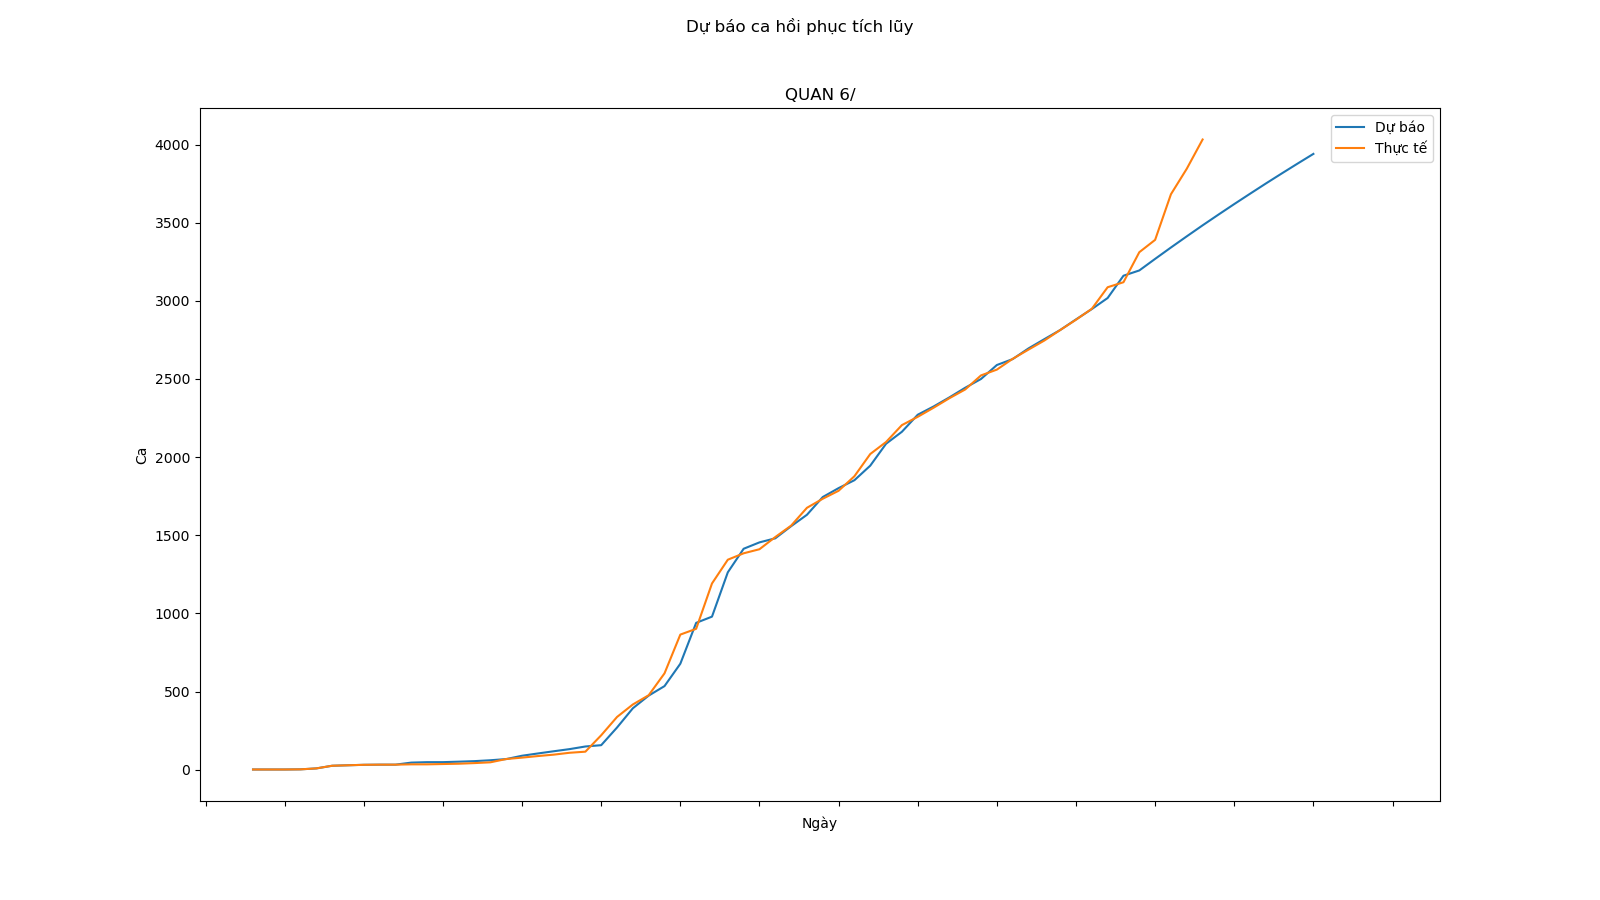 Dự báo ca hồi phục tích lũy
QUAN 6/
Dự báo
Thực tế
4000
3500
3000
2500
2000
1500
1000
500
0
Ca
Ngày